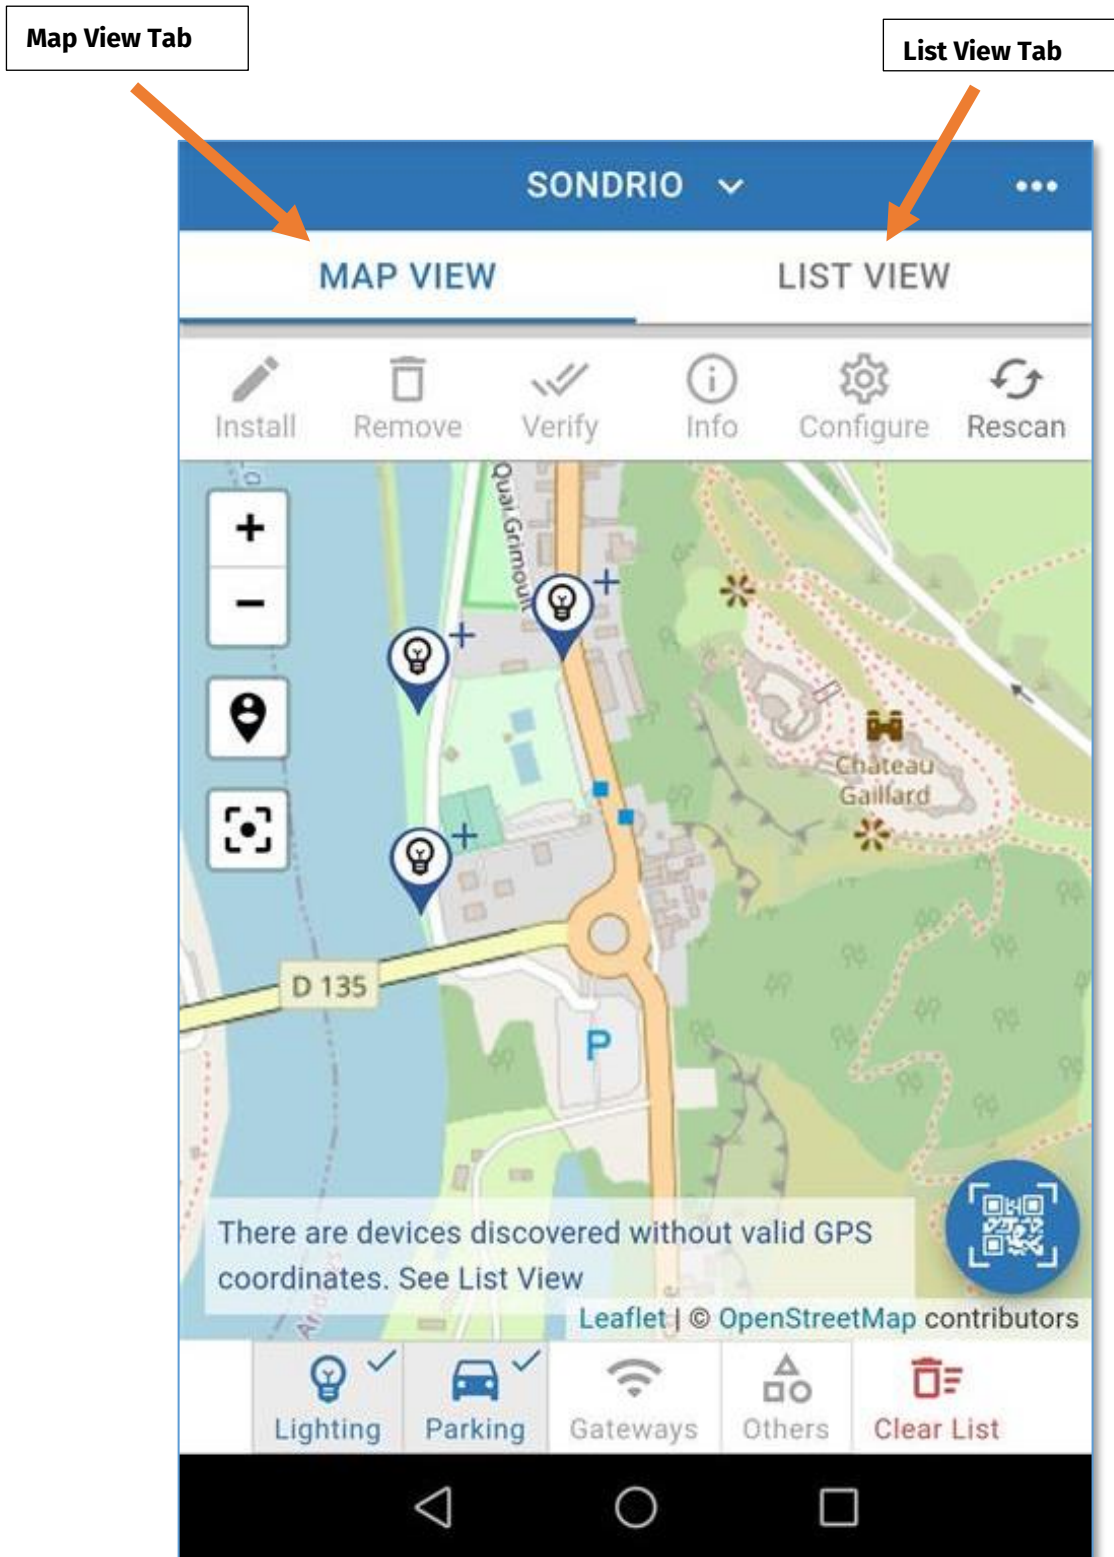 Map View Tab
List View Tab
SONDRIO
MAP VIEW
LIST VIEW
Install
Remove
Verify
Info
Configure
Rescan
Quai Grimoult
Château
Gaillard
D 135
P
There are devices discovered without valid GPS
coordinates. See List View
Leaflet | © OpenStreetMap contributors
Lighting
Parking
Gateways
Others
Clear List